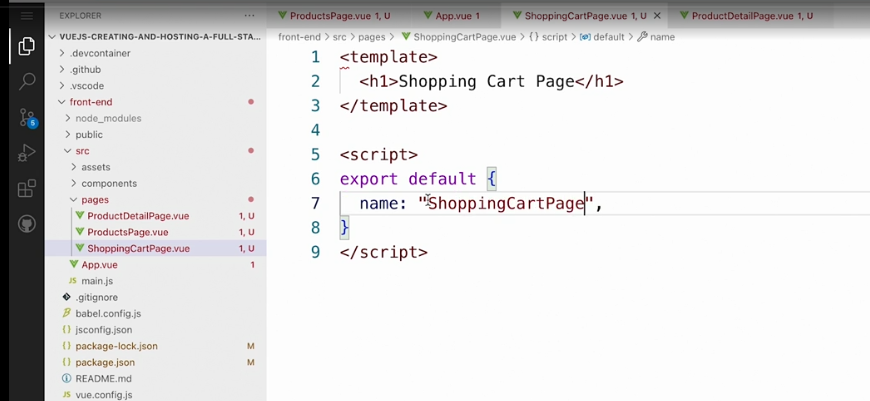 EXPLORER ...
VUEJS-CREATING-AND-HOSTING-A-FULL-STA...
.devcontainer
.github
.vscode
front-end
node_modules
public
src
assets
components
pages
ProductDetailPage.vue 1, U
ProductsPage.vue 1, U
ShoppingCartPage.vue 1, U
App.vue 1
JS main.js
.gitignore
babel.config.js
{} jsconfig.json
{} package-lock.json M
{} package.json M
README.md
JS vue.config.js
5
ProductsPage.vue 1, U App.vue 1 ShoppingCartPage.vue 1, U × ProductDetailPage.vue 1, U
front-end > src > pages > ShoppingCartPage.vue > {} script > default > name
1 <template>
2 <h1>Shopping Cart Page</h1>
3 </template>
4
5 <script>
6 export default {
7 name: "ShoppingCartPage",
8 }
9 </script>